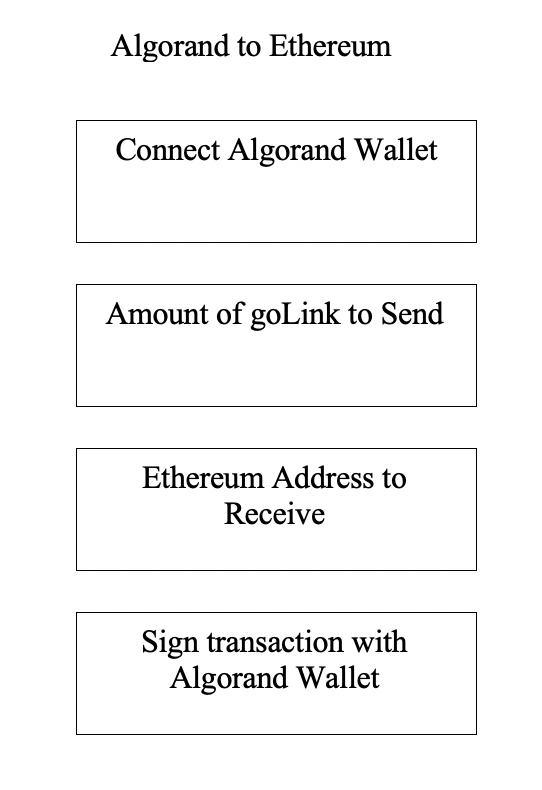 Algorand to Ethereum
Connect Algorand Wallet
Amount of goLink to Send
Ethereum Address to
Receive
Sign transaction with
Algorand Wallet